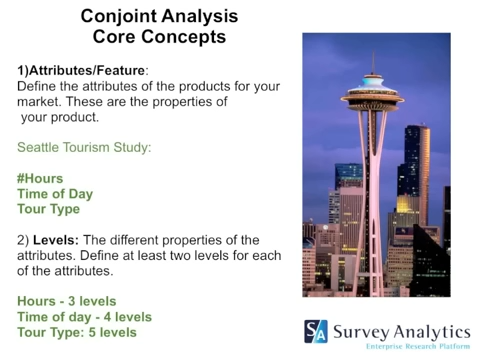 Conjoint Analysis
Core Concepts
1)Attributes/Feature:
Define the attributes of the products for your
market. These are the properties of
your product.
Seattle Tourism Study:
#Hours
Time of Day
Tour Type
2) Levels: The different properties of the
attributes. Define at least two levels for each
of the attributes.
Hours - 3 levels
Time of day - 4 levels
Tour Type: 5 levels
S/A Survey Analytics
Enterprise Research Platform